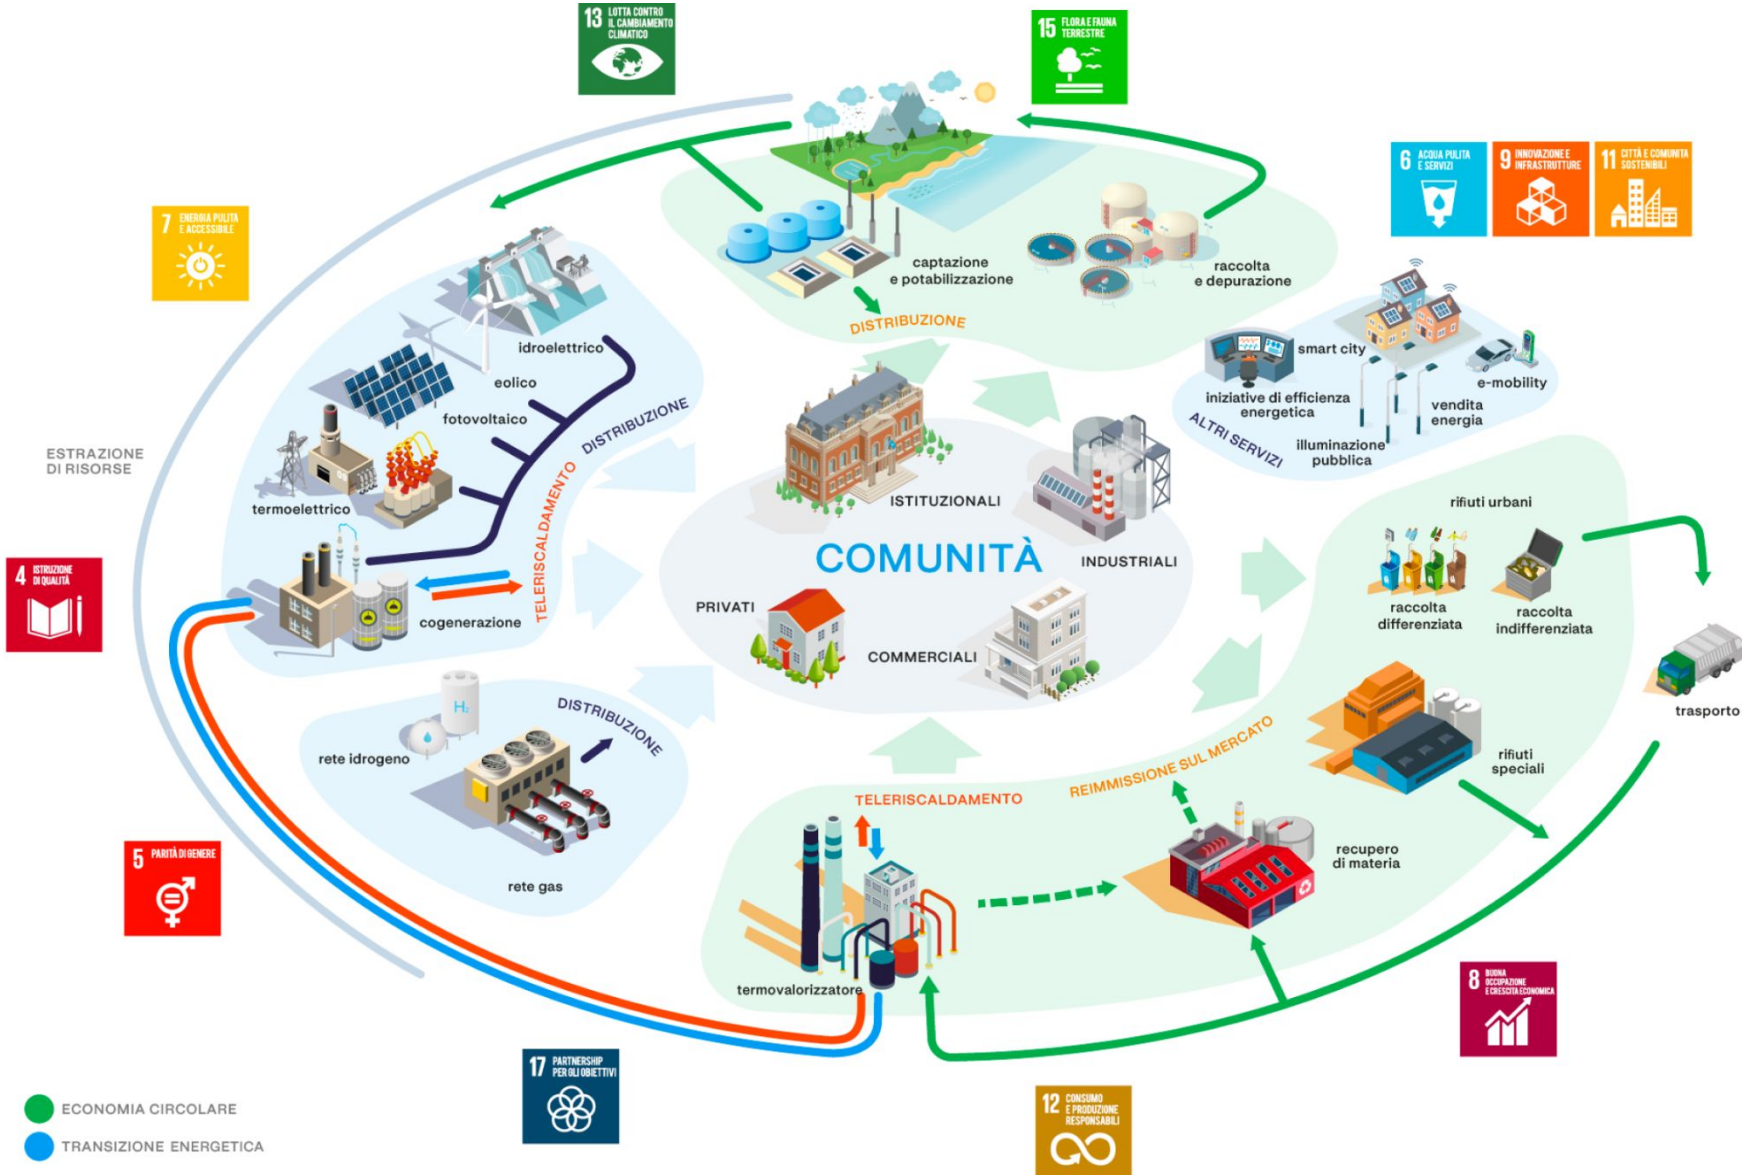 13 LOTTA CONTRO
IL CAMBIAMENTO
CLIMATICO
15 FLORA E FAUNA
TERRESTRE
6 ACQUA PULITA
E SERVIZI
9 INNOVAZIONE E
INFRASTRUTTURE
11 CITTÀ E COMUNITÀ
SOSTENIBILI
7 ENERGIA PULITA
E ACCESSIBILE
captazione
e potabilizzazione
raccolta
e depurazione
DISTRIBUZIONE
idroelettrico
eolico
fotovoltaico
termoelettrico
cogenerazione
DISTRIBUZIONE
TELERISCALDAMENTO
ESTRAZIONE
DI RISORSE
smart city
iniziative di efficienza
energetica
e-mobility
vendita
energia
illuminazione
pubblica
ALTRI SERVIZI
ISTITUZIONALI
COMUNITÀ
INDUSTRIALI
PRIVATI
COMMERCIALI
rifiuti urbani
raccolta
differenziata
raccolta
indifferenziata
trasporto
4 ISTRUZIONE
DI QUALITÀ
H2
rete idrogeno
DISTRIBUZIONE
rete gas
rifiuti
speciali
REIMMISSIONE SUL MERCATO
TELERISCALDAMENTO
recupero
di materia
termovalorizzatore
5 PARITÀ DI GENERE
8 BUONA
OCCUPAZIONE
E CRESCITA ECONOMICA
17 PARTNERSHIP
PER GLI OBIETTIVI
12 CONSUMO
E PRODUZIONE
RESPONSABILI
ECONOMIA CIRCOLARE
TRANSIZIONE ENERGETICA